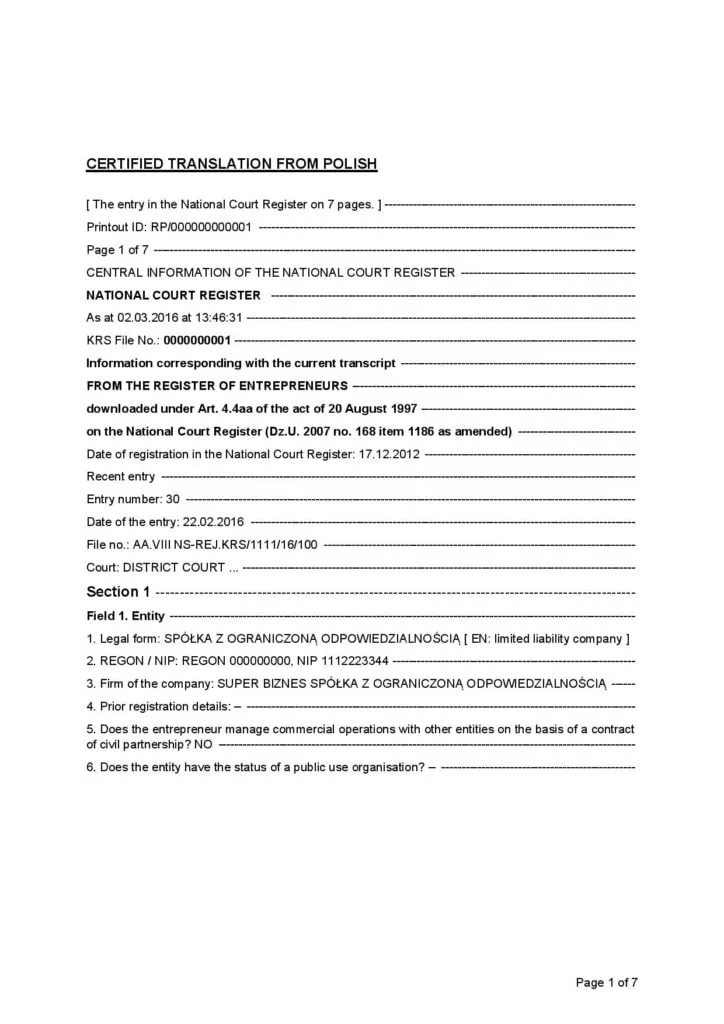 CERTIFIED TRANSLATION FROM POLISH
[ The entry in the National Court Register on 7 pages. ] --------------------------------------------------------------
Printout ID: RP/000000000001 --------------------------------------------------------------
Page 1 of 7 --------------------------------------------------------------
CENTRAL INFORMATION OF THE NATIONAL COURT REGISTER -------------------------------------------
NATIONAL COURT REGISTER --------------------------------------------------------------
As at 02.03.2016 at 13:46:31 --------------------------------------------------------------
KRS File No.: 0000000001 --------------------------------------------------------------
Information corresponding with the current transcript ----------------------------------------------------------
FROM THE REGISTER OF ENTREPRENEURS --------------------------------------------------------------
downloaded under Art. 4.4aa of the act of 20 August 1997 -----------------------------------------------------
on the National Court Register (Dz.U. 2007 no. 168 item 1186 as amended) -----------------------------
Date of registration in the National Court Register: 17.12.2012 ----------------------------------------------------
Recent entry --------------------------------------------------------------
Entry number: 30 --------------------------------------------------------------
Date of the entry: 22.02.2016 --------------------------------------------------------------
File no.: AA.VIII NS-REJ.KRS/1111/16/100 --------------------------------------------------------------
Court: DISTRICT COURT ... --------------------------------------------------------------
Section 1 --------------------------------------------------------------
Field 1. Entity --------------------------------------------------------------
1. Legal form: SPÓŁKA Z OGRANICZONĄ ODPOWIEDZIALNOŚCIĄ [ EN: limited liability company ]
2. REGON / NIP: REGON 000000000, NIP 1112223344 ------------------------------------------------------------
3. Firm of the company: SUPER BIZNES SPÓŁKA Z OGRANICZONĄ ODPOWIEDZIALNOŚCIĄ ------
4. Prior registration details: – --------------------------------------------------------------
5. Does the entrepreneur manage commercial operations with other entities on the basis of a contract
of civil partnership? NO --------------------------------------------------------------
6. Does the entity have the status of a public use organisation? – ------------------------------------------------
Page 1 of 7